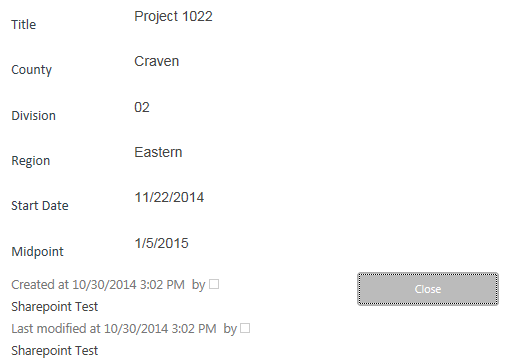 Title Project 1022
County Craven
Division 02
Region Eastern
Start Date 11/22/2014
Midpoint 1/5/2015
Created at 10/30/2014 3:02 PM by
Sharepoint Test
Close
Last modified at 10/30/2014 3:02 PM by
Sharepoint Test